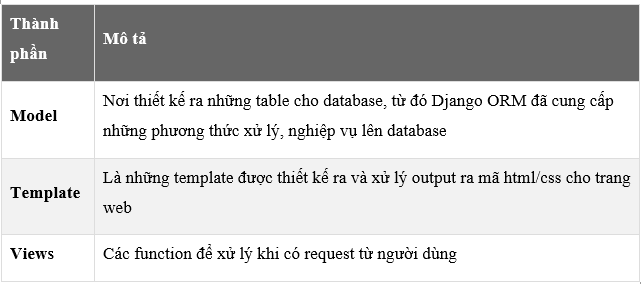 Thành
phần
Mô tả
Model
Nơi thiết kế ra những table cho database, từ đó Django ORM đã cung cấp
những phương thức xử lý, nghiệp vụ lên database
Template
Là những template được thiết kế ra và xử lý output ra mã html/css cho trang
web
Views
Các function để xử lý khi có request từ người dùng